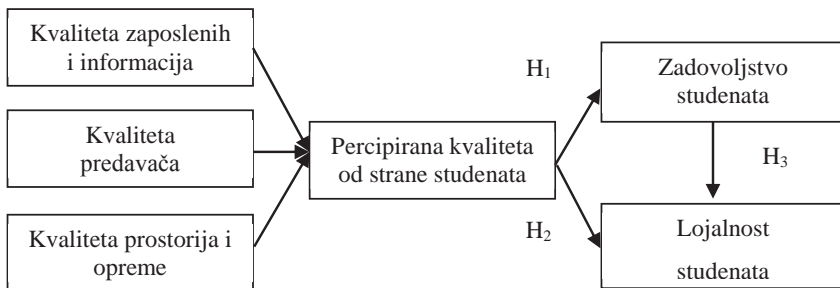 Kvaliteta zaposlenih
i informacija
Kvaliteta
predavača
Kvaliteta prostorija i
opreme
Percipirana kvaliteta
od strane studenata
H₁
H₂
Zadovoljstvo
studenata
H₃
Lojalnost
studenata